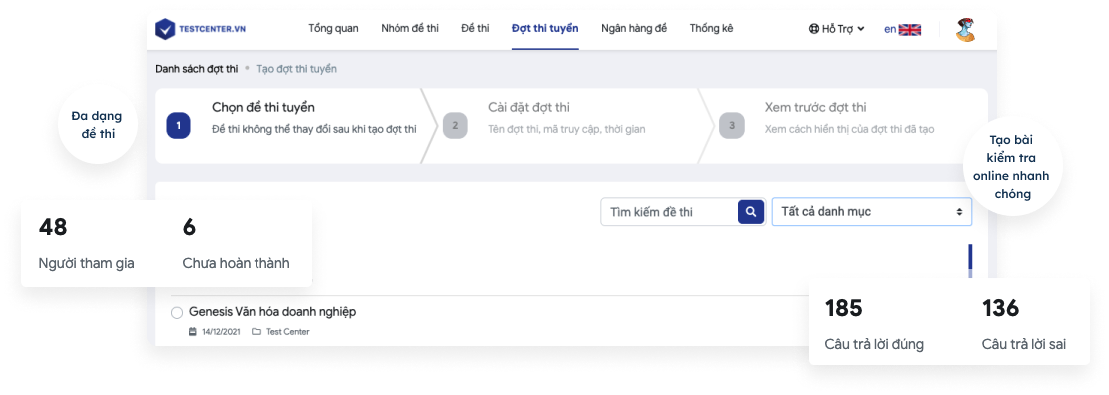 TESTCENTER.VN
Tổng quan
Nhóm đề thi
Đề thi
Đợt thi tuyển
Ngân hàng đề
Thống kê
Hỗ Trợ
en
Danh sách đợt thi • Tạo đợt thi tuyển
Đa dạng
đề thi
1
Chọn đề thi tuyển
Đề thi không thể thay đổi sau khi tạo đợt thi
2
Cài đặt đợt thi
Tên đợt thi, mã truy cập, thời gian
3
Xem trước đợt thi
Xem cách hiển thị của đợt thi đã tạo
Tạo bài
kiểm tra
online nhanh
chóng
48
Người tham gia
6
Chưa hoàn thành
Tìm kiếm đề thi
Tất cả danh mục
Genesis Văn hóa doanh nghiệp
14/12/2021
Test Center
185
Câu trả lời đúng
136
Câu trả lời sai